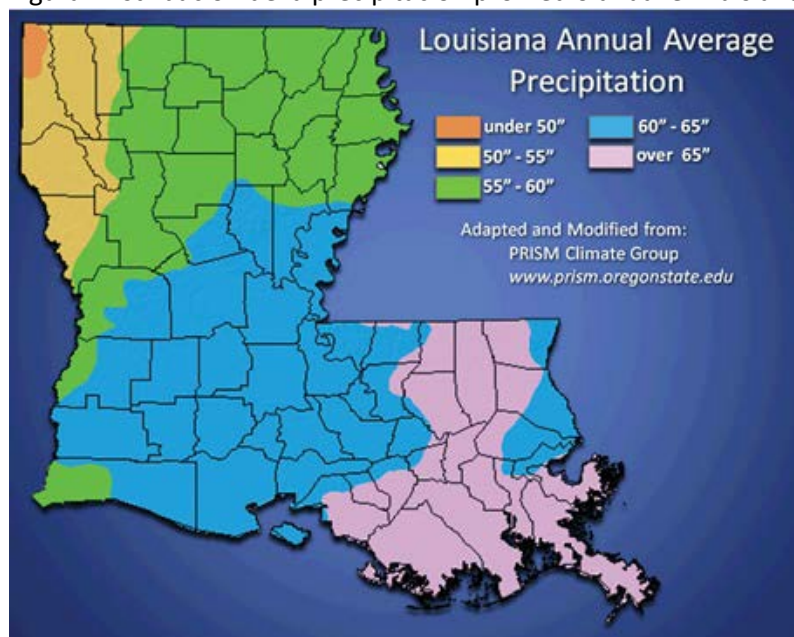 Louisiana Annual Average
Precipitation
under 50”
50” - 55”
55” - 60”
60” - 65”
over 65”
Adapted and Modified from:
PRISM Climate Group
www.prism.oregonstate.edu